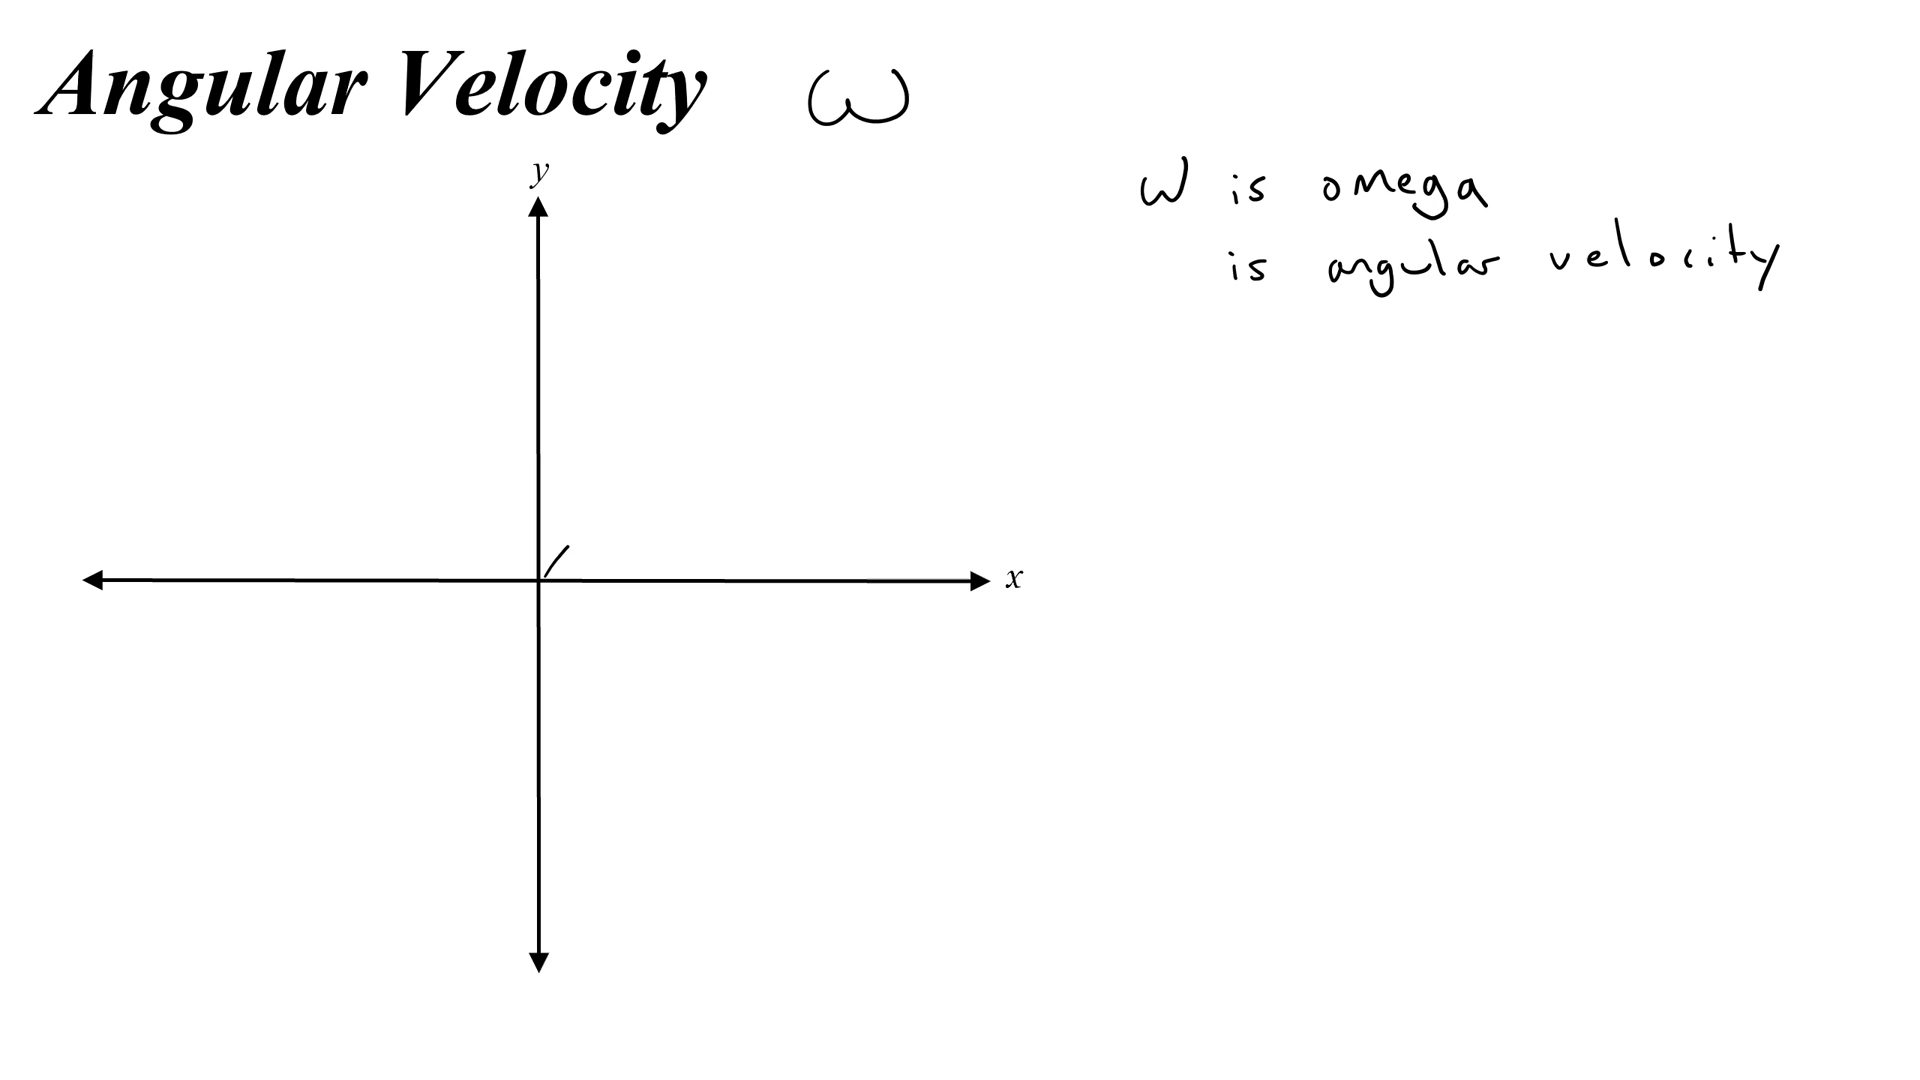 Angular Velocity ω
y
ω is omega
is angular velocity
x